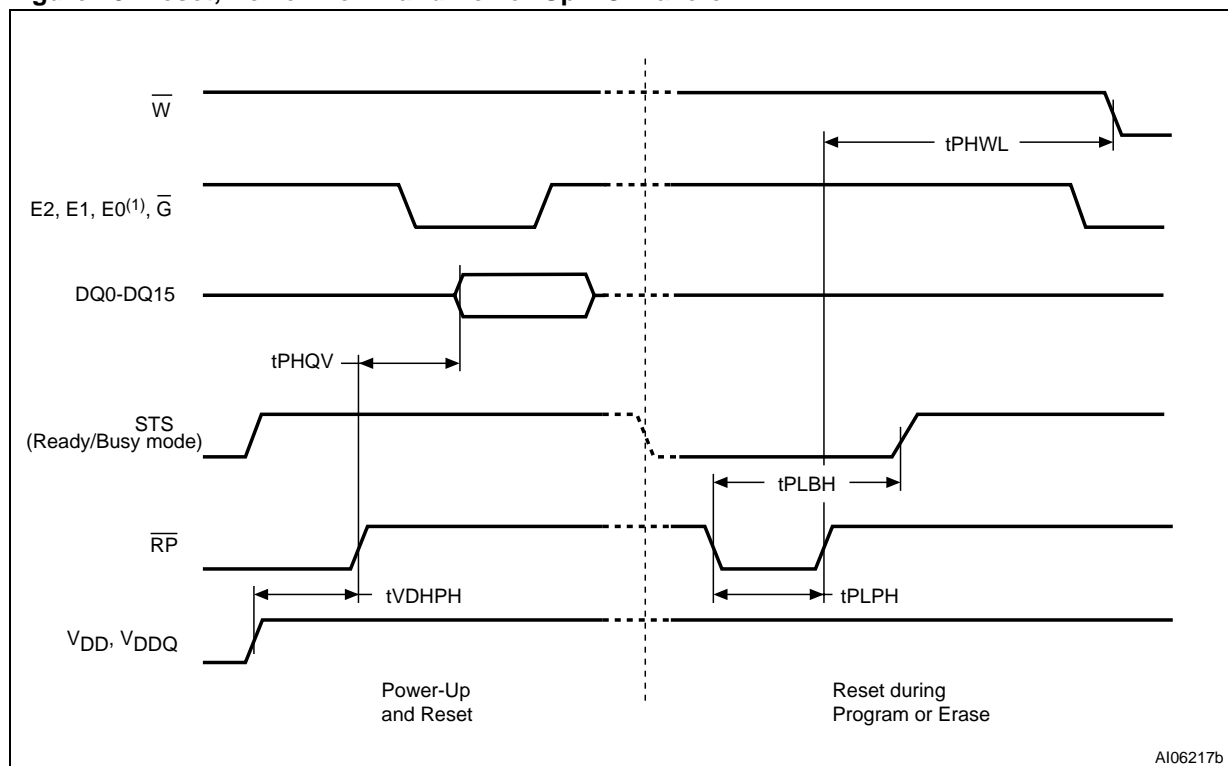 W
tPHWL
E2, E1, E0(1), G
DQ0-DQ15
tPHQV
STS
(Ready/Busy mode)
tPLBH
RP
tVDHPH
tPLPH
VDD, VDDQ
Power-Up
and Reset
Reset during
Program or Erase
AI06217b